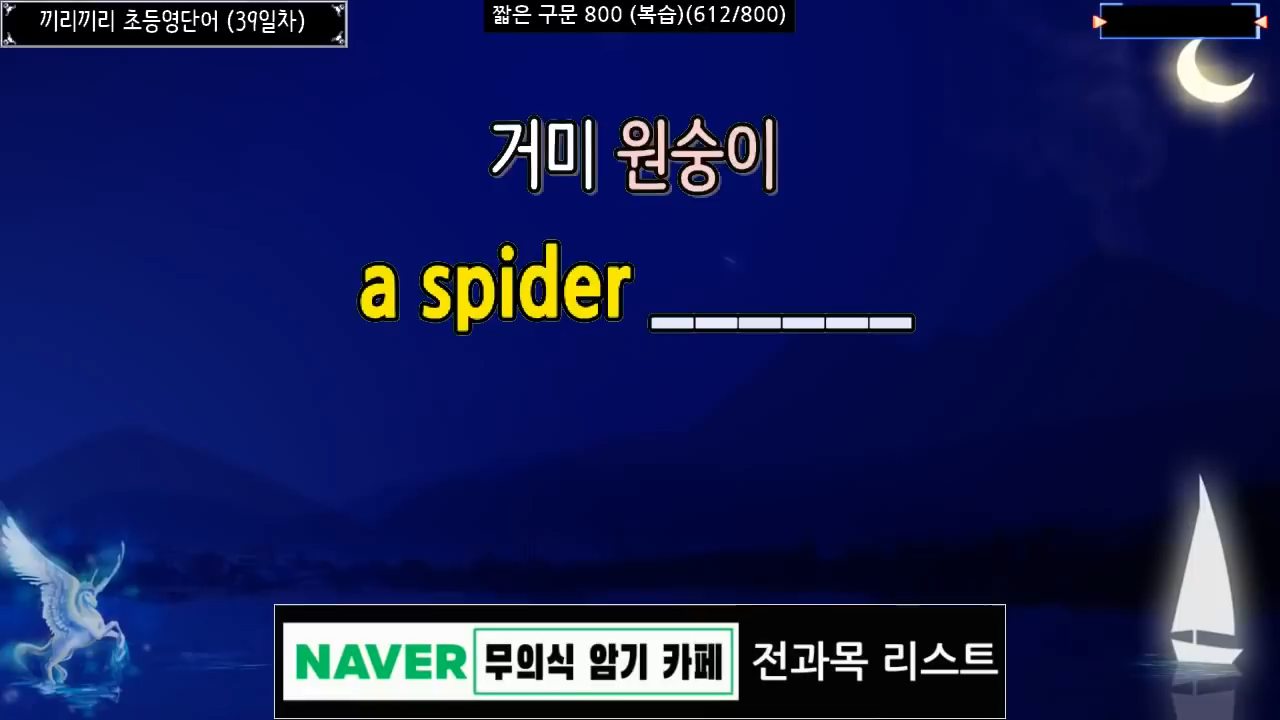 끼리끼리 초등영단어 (39일차)
짧은 구문 800 (복습)(612/800)
거미 원숭이
a spider ______
NAVER 무의식 암기 카페 전과목 리스트